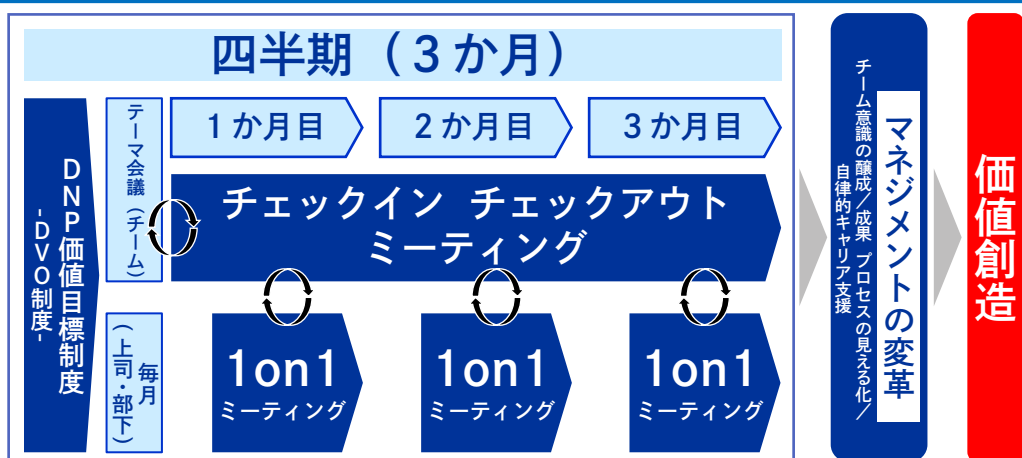 四半期（３か月）
DNP価値目標制度
-DVO制度-
テーマ会議（チーム）
１か月目
２か月目
３か月目
チェックイン チェックアウト
ミーティング
毎月
（上司・部下）
1on1
ミーティング
1on1
ミーティング
1on1
ミーティング
マネジメントの変革
チーム意識の醸成／成果 プロセスの見える化／
自律的キャリア支援
価値創造